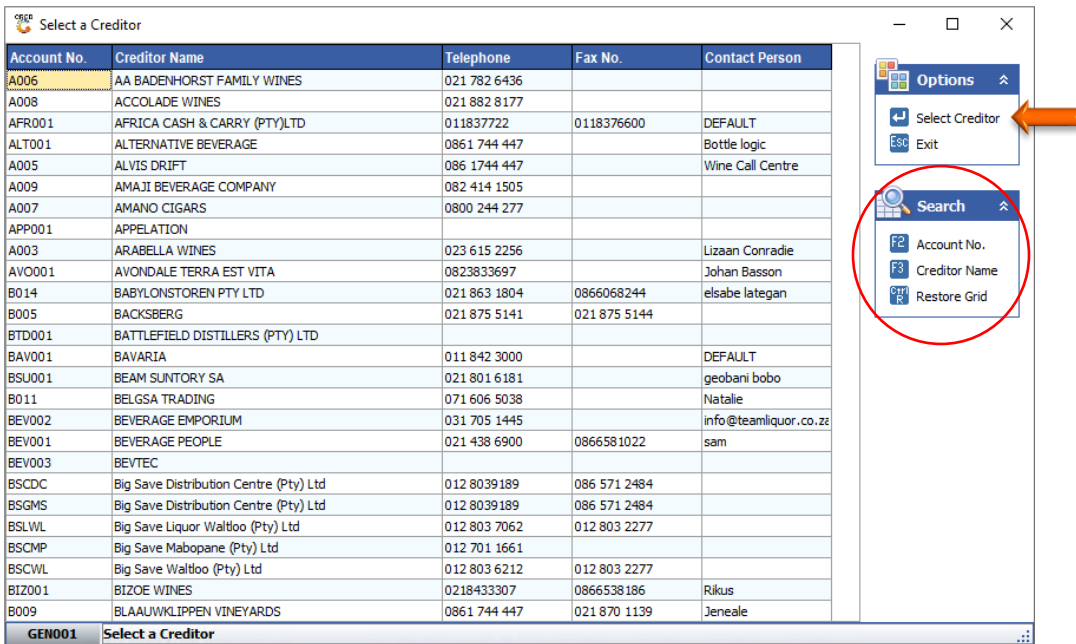 CRED Select a Creditor
Account No. Creditor Name Telephone Fax No. Contact Person
A006 AA BADENHORST FAMILY WINES 021 782 6436
A008 ACCOLADE WINES 021 882 8177
AFR001 AFRICA CASH & CARRY (PTY)LTD 011837722 0118376600 DEFAULT
ALT001 ALTERNATIVE BEVERAGE 0861 744 447 Bottle logic
A005 ALVIS DRIFT 086 1744 447 Wine Call Centre
A009 AMAJI BEVERAGE COMPANY 082 414 1505
A007 AMANO CIGARS 0800 244 277
APP001 APPELATION
A003 ARABELLA WINES 023 615 2256 Lizaan Conradie
AVO001 AVONDALE TERRA EST VITA 0823833697 Johan Basson
B014 BABYLONSTOREN PTY LTD 021 863 1804 0866068244 elsabe lategan
B005 BACKSBERG 021 875 5141 021 875 5144
BTD001 BATTLEFIELD DISTILLERS (PTY) LTD
BAV001 BAVARIA 011 842 3000 DEFAULT
BSU001 BEAM SUNTORY SA 021 801 6181 geobani bobo
B011 BELGSA TRADING 071 606 5038 Natalie
BEV002 BEVERAGE EMPORIUM 031 705 1445 info@teamliquor.co.za
BEV001 BEVERAGE PEOPLE 021 438 6900 0866581022 sam
BEV003 BEVTEC
BSCDC Big Save Distribution Centre (Pty) Ltd 012 8039189 086 571 2484
BSGMS Big Save Distribution Centre (Pty) Ltd 012 8039189 086 571 2484
BSLWL Big Save Liquor Waltloo (Pty) Ltd 012 803 7062 012 803 2277
BSCMP Big Save Mabopane (Pty) Ltd 012 701 1661
BSCWL Big Save Waltloo (Pty) Ltd 012 803 6212 012 803 2277
BIZ001 BIZOE WINES 0218433307 0866538186 Rikus
B009 BLAAUWKLIPPEN VINEYARDS 0861 744 447 021 870 1139 Jeneale
GEN001 Select a Creditor
Options
Select Creditor
Esc Exit
Search
F2 Account No.
F3 Creditor Name
Ctrl R Restore Grid